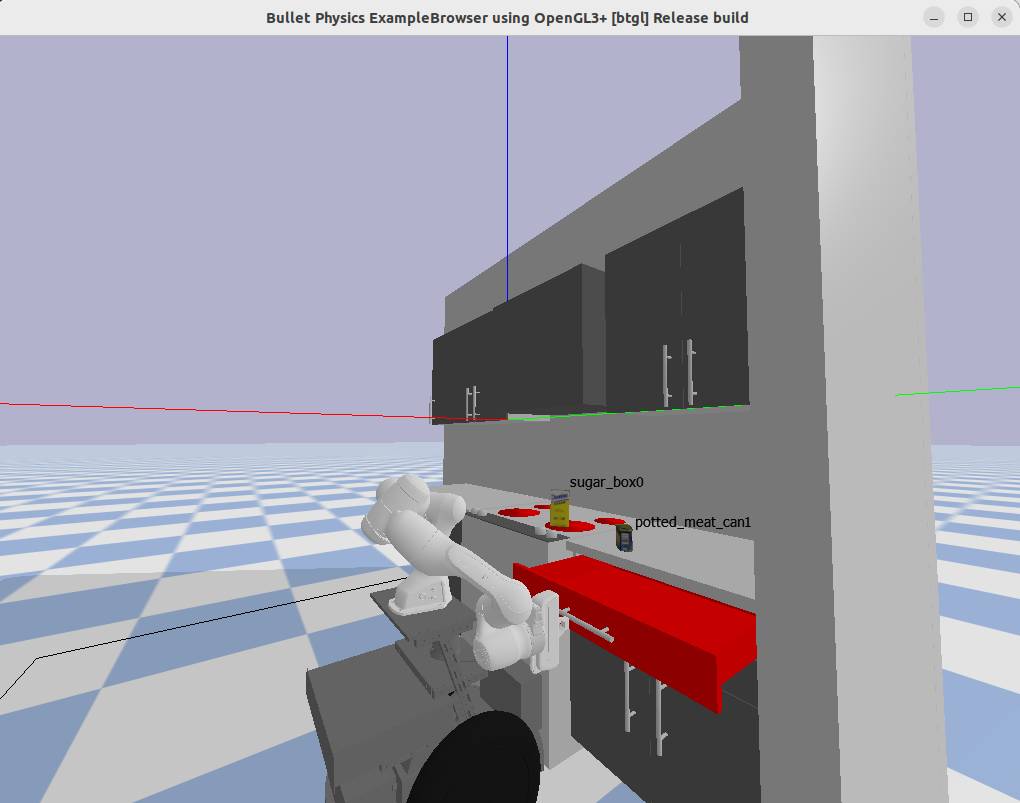 Bullet Physics ExampleBrowser using OpenGL3+ [btgl] Release build
sugar_box0
potted_meat_can1